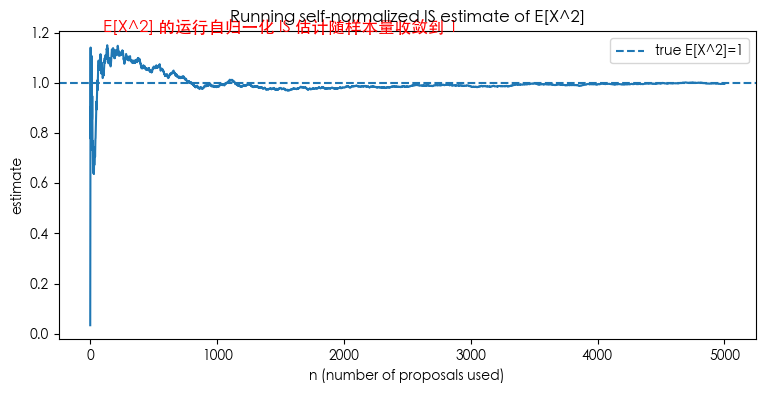 Running self-normalized IS estimate of E[X^2]
E[X^2] 的运行自归一化 IS 估计随样本量收敛到 1
true E[X^2]=1
1.2
1.0
0.8
0.6
0.4
0.2
0.0
estimate
0
1000
2000
3000
4000
5000
n (number of proposals used)